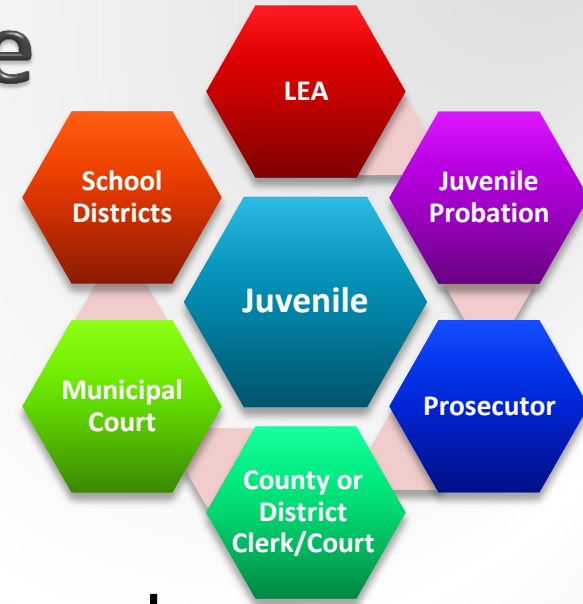 e
LEA
School
Districts
Juvenile
Probation
Juvenile
Municipal
Court
Prosecutor
County or
District
Clerk/Court